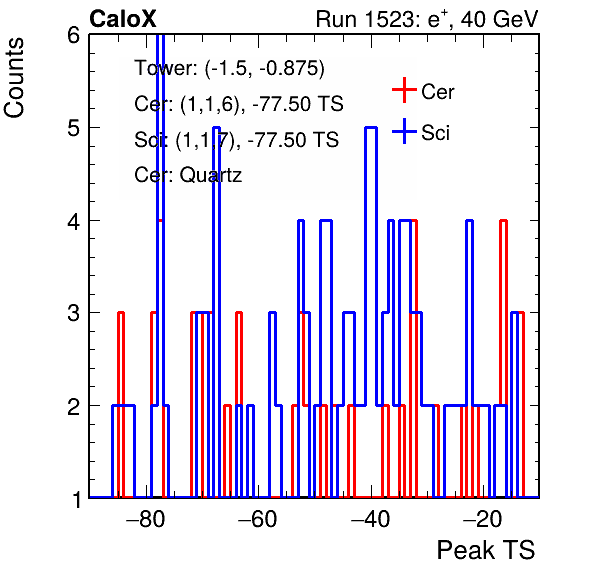 CaloX Run 1523: e⁺, 40 GeV
Counts
6
5
4
3
2
1
Tower: (-1.5, -0.875)
Cer: (1,1,6), -77.50 TS
Sci: (1,1,7), -77.50 TS
Cer: Quartz
Cer
Sci
−80 −60 −40 −20
Peak TS